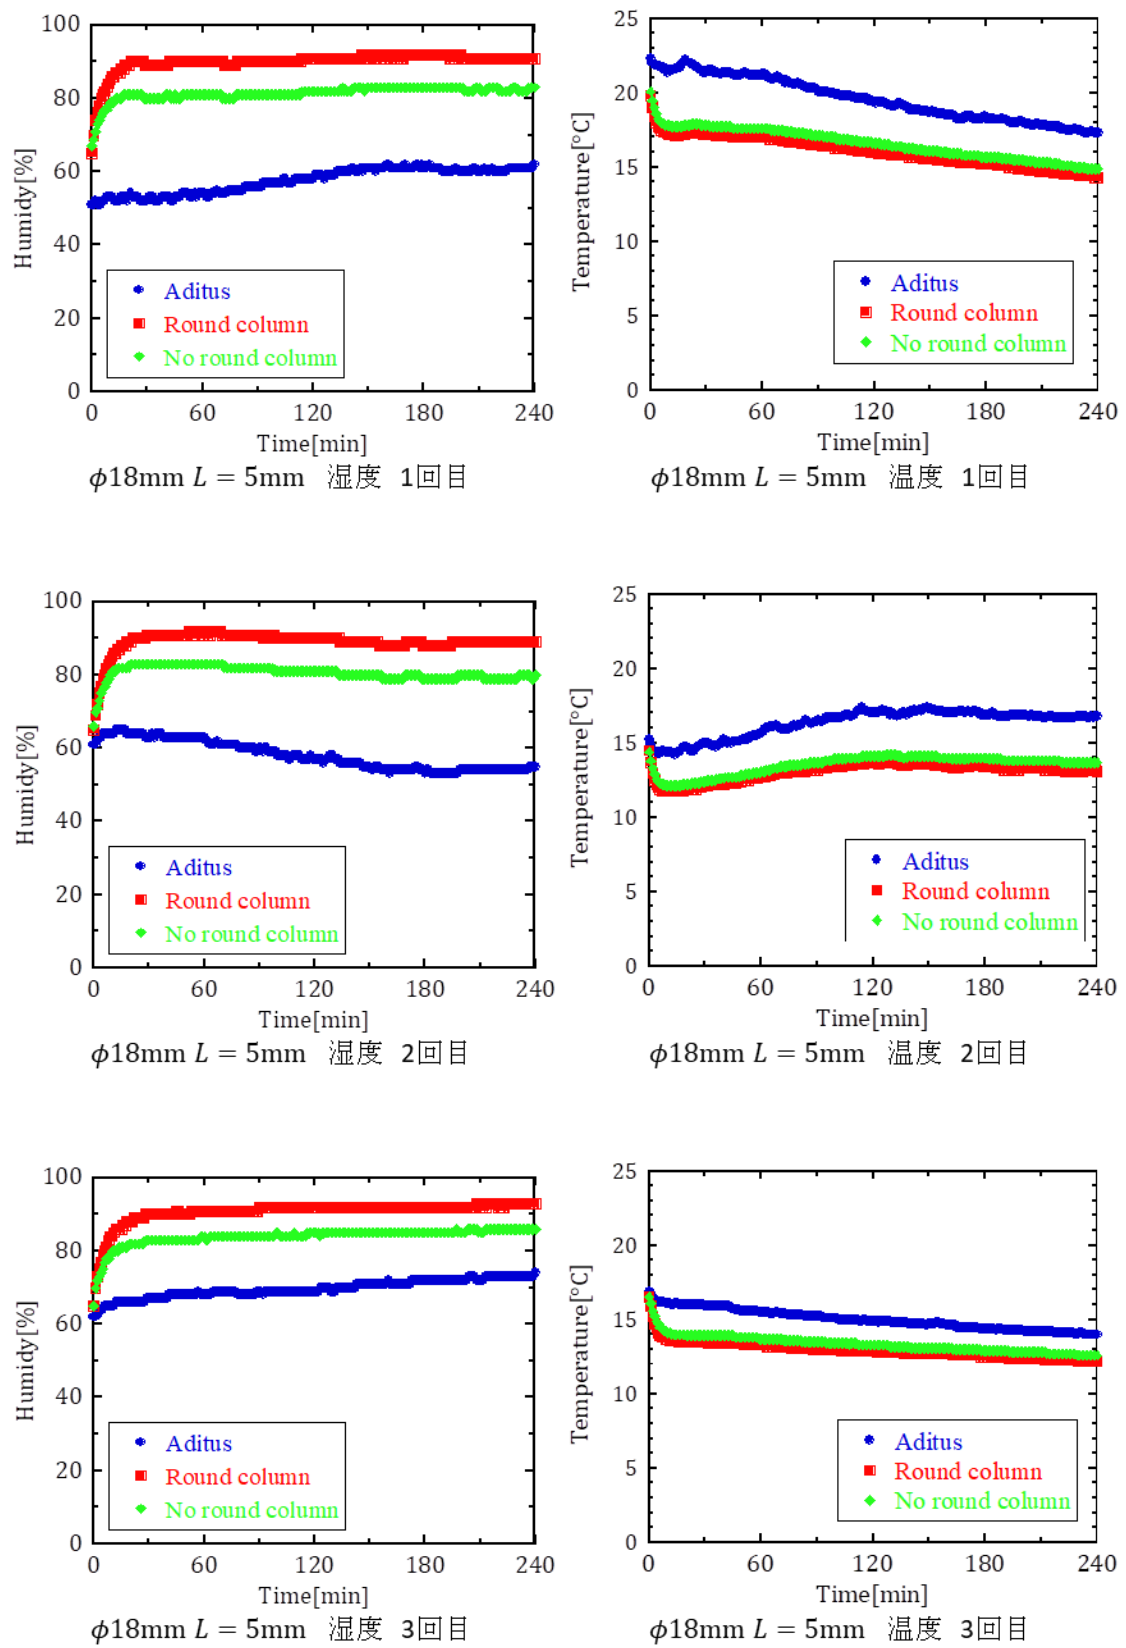 100
80
60
40
20
0
Humidy[%]
0 60 120 180 240
Time[min]
Aditus
Round column
No round column
ϕ18mm L = 5mm 湿度 1回目
25
20
15
10
5
0
Temperature[°C]
0 60 120 180 240
Time[min]
Aditus
Round column
No round column
ϕ18mm L = 5mm 温度 1回目
100
80
60
40
20
0
Humidy[%]
0 60 120 180 240
Time[min]
Aditus
Round column
No round column
ϕ18mm L = 5mm 湿度 2回目
25
20
15
10
5
0
Temperature[°C]
0 60 120 180 240
Time[min]
Aditus
Round column
No round column
ϕ18mm L = 5mm 温度 2回目
100
80
60
40
20
0
Humidy[%]
0 60 120 180 240
Time[min]
Aditus
Round column
No round column
ϕ18mm L = 5mm 湿度 3回目
25
20
15
10
5
0
Temperature[°C]
0 60 120 180 240
Time[min]
Aditus
Round column
No round column
ϕ18mm L = 5mm 温度 3回目